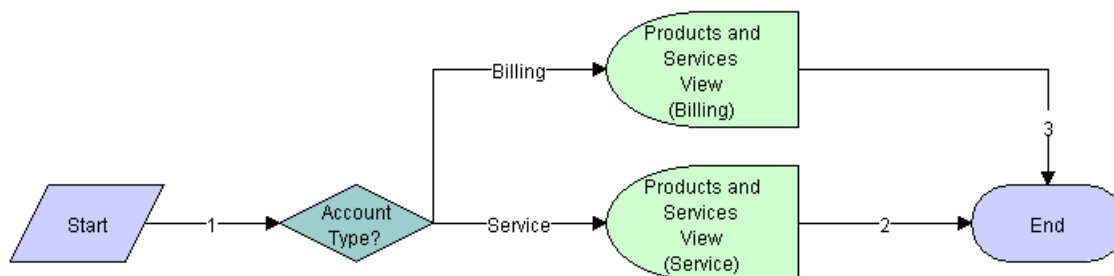 Products and
Services
View
(Billing)
Billing
3
Start
1
Account
Type?
Service
Products and
Services
View
(Service)
2
End